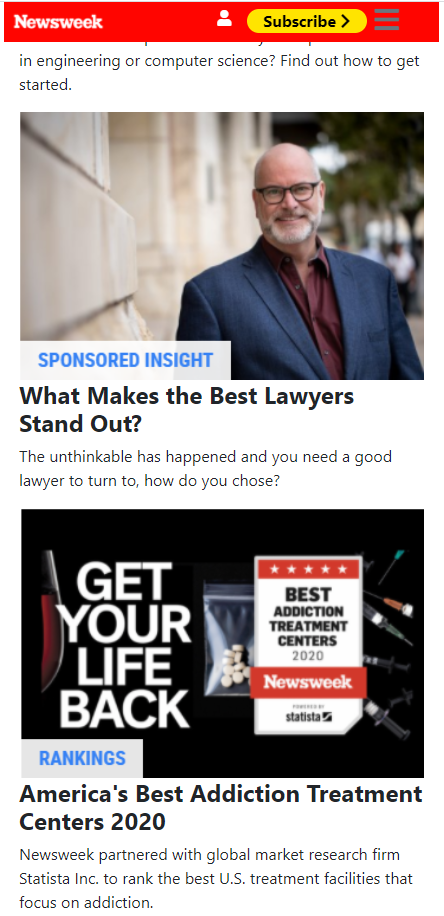 Newsweek
Subscribe
in engineering or computer science? Find out how to get
started.
SPONSORED INSIGHT
What Makes the Best Lawyers
Stand Out?
The unthinkable has happened and you need a good
lawyer to turn to, how do you chose?
GET
YOUR
LIFE
BACK
BEST
ADDICTION
TREATMENT
CENTERS
2020
Newsweek
POWERED BY
statista
RANKINGS
America's Best Addiction Treatment
Centers 2020
Newsweek partnered with global market research firm
Statista Inc. to rank the best U.S. treatment facilities that
focus on addiction.